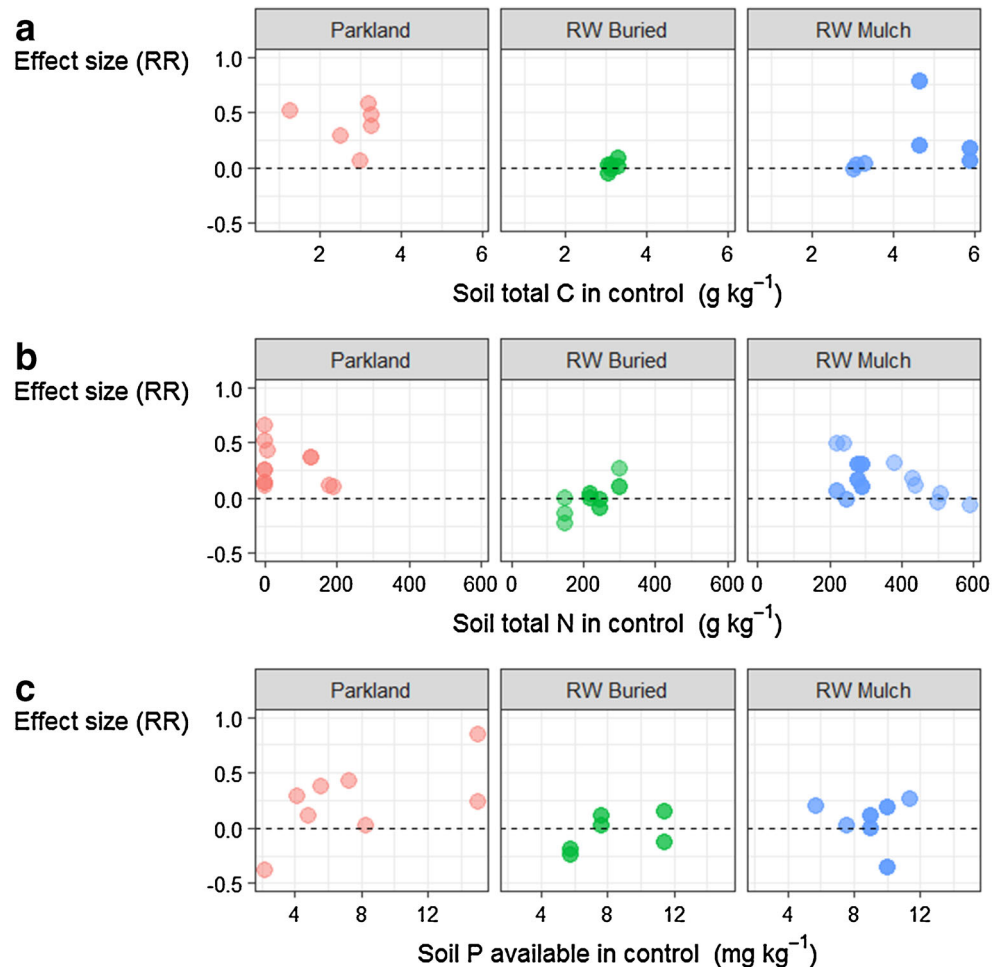 a
Effect size (RR)
Parkland RW Buried RW Mulch
1.0
0.5
0.0
-0.5
2 4 6 2 4 6 2 4 6
Soil total C in control (g kg⁻¹)
b
Effect size (RR)
Parkland RW Buried RW Mulch
1.0
0.5
0.0
-0.5
0 200 400 600 0 200 400 600 0 200 400 600
Soil total N in control (g kg⁻¹)
c
Effect size (RR)
Parkland RW Buried RW Mulch
1.0
0.5
0.0
-0.5
4 8 12 4 8 12 4 8 12
Soil P available in control (mg kg⁻¹)